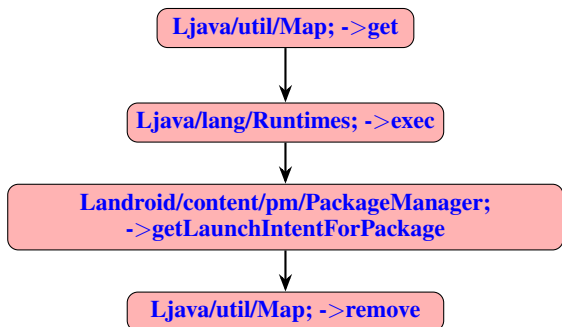 Ljava/util/Map; ->get
Ljava/lang/Runtimes; ->exec
Landroid/content/pm/PackageManager;
->getLaunchIntentForPackage
Ljava/util/Map; ->remove